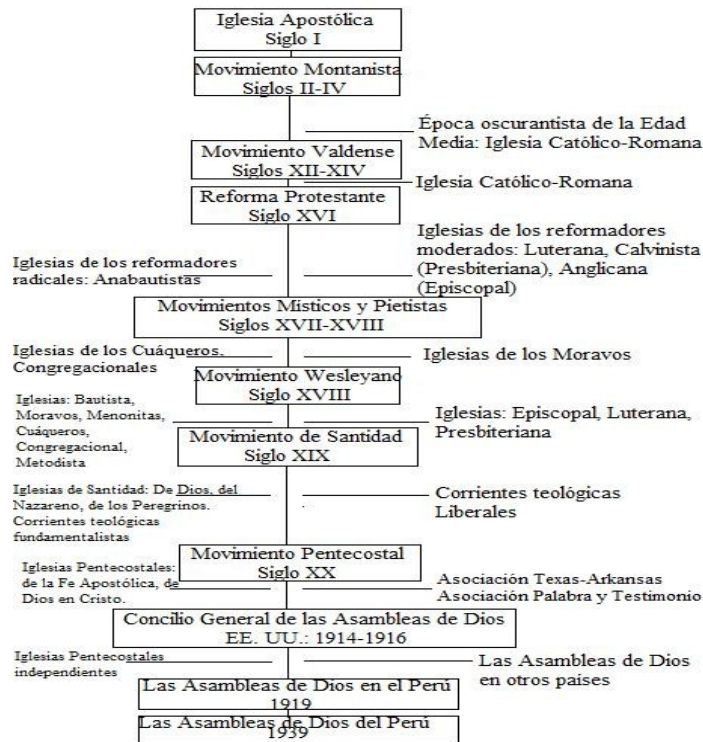 Iglesia Apostólica
Siglo I
Movimiento Montanista
Siglos II-IV
Época oscurantista de la Edad
Media: Iglesia Católico-Romana
Movimiento Valdense
Siglos XII-XIV
Iglesia Católico-Romana
Reforma Protestante
Siglo XVI
Iglesias de los reformadores
moderados: Luterana, Calvinista
(Presbiteriana), Anglicana
(Episcopal)
Iglesias de los reformadores
radicales: Anabautistas
Movimientos Místicos y Pietistas
Siglos XVII-XVIII
Iglesias de los Cuáqueros,
Congregacionales
Iglesias de los Moravos
Movimiento Wesleyano
Siglo XVIII
Iglesias: Bautista,
Moravos, Menonitas,
Cuáqueros,
Congregacional,
Metodista
Iglesias: Episcopal, Luterana,
Presbiteriana
Movimiento de Santidad
Siglo XIX
Iglesias de Santidad: De Dios, del
Nazareno, de los Peregrinos.
Corrientes teológicas
fundamentalistas
Corrientes teológicas
Liberales
Movimiento Pentecostal
Siglo XX
Iglesias Pentecostales:
de la Fe Apostólica, de
Dios en Cristo.
Asociación Texas-Arkansas
Asociación Palabra y Testimonio
Concilio General de las Asambleas de Dios
EE. UU.: 1914-1916
Iglesias Pentecostales
independientes
Las Asambleas de Dios
en otros países
Las Asambleas de Dios en el Perú
1919
Las Asambleas de Dios del Perú
1939